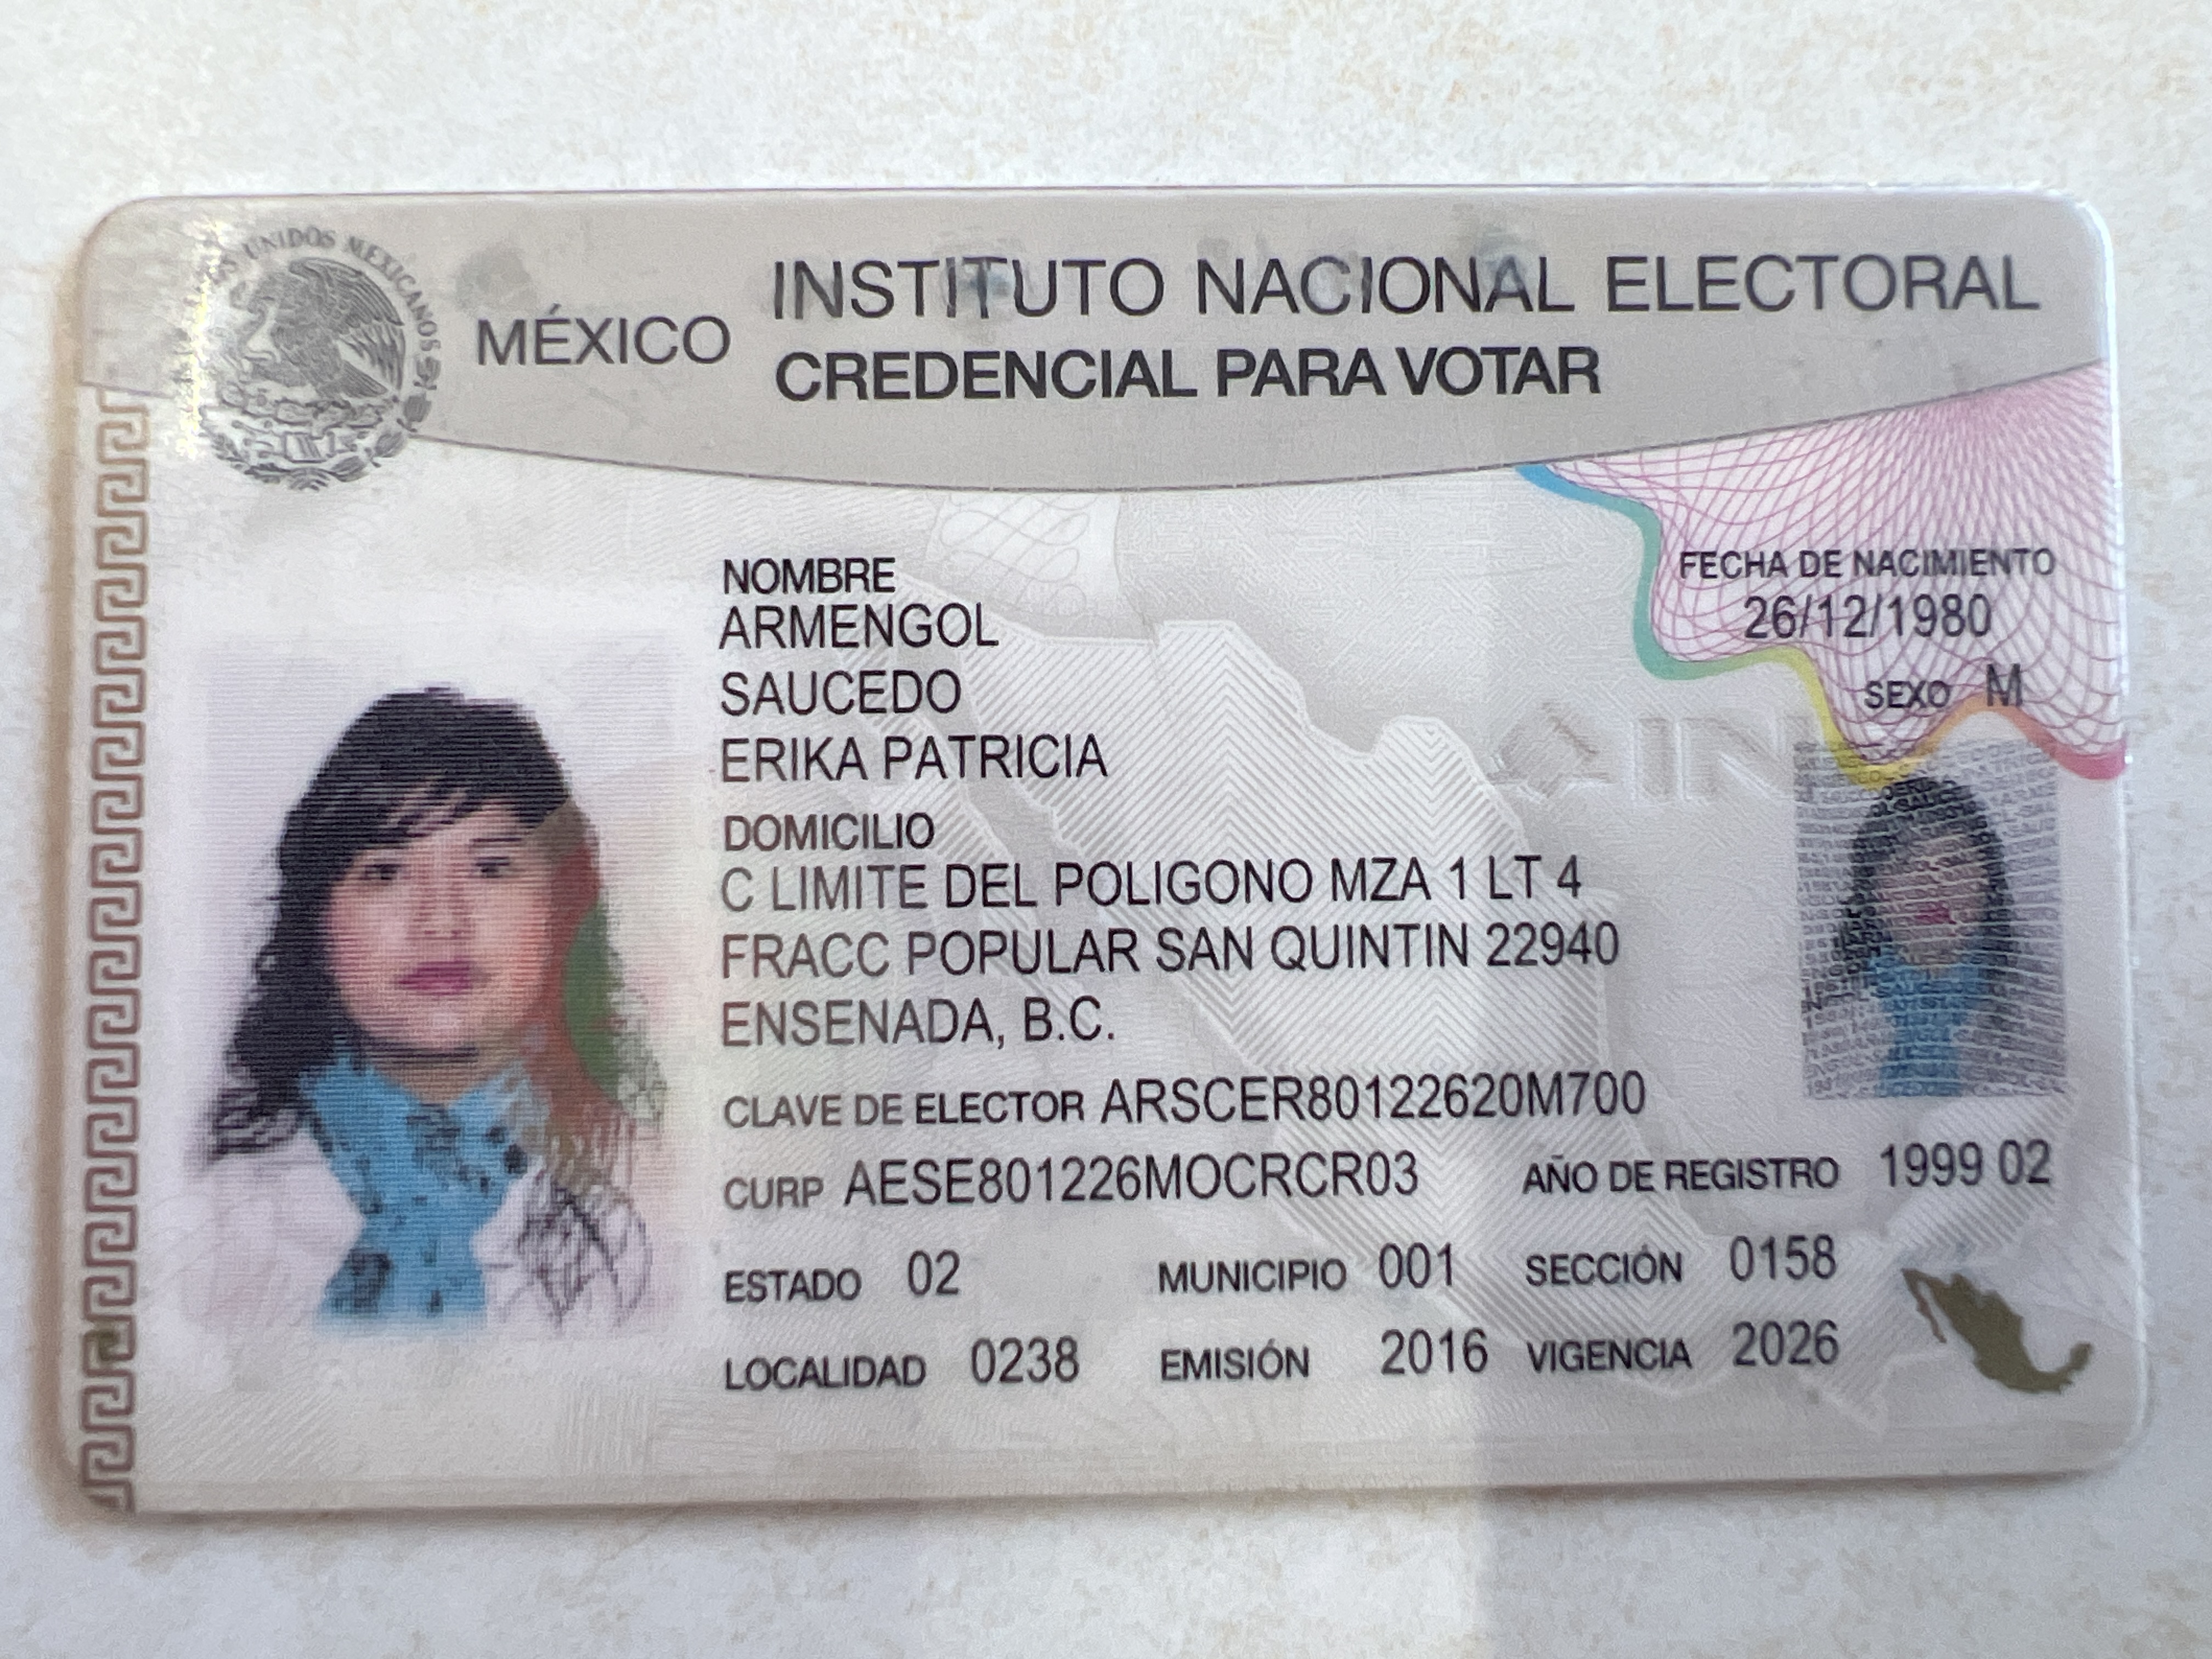 UNIDOS MEXICANOS
MÉXICO
INSTITUTO NACIONAL ELECTORAL
CREDENCIAL PARA VOTAR
NOMBRE
ARMENGOL
SAUCEDO
ERIKA PATRICIA
FECHA DE NACIMIENTO
26/12/1980
SEXO M
DOMICILIO
C LIMITE DEL POLIGONO MZA 1 LT 4
FRACC POPULAR SAN QUINTIN 22940
ENSENADA, B.C.
CLAVE DE ELECTOR ARSCER80122620M700
CURP AESE801226MOCRCR03 AÑO DE REGISTRO 1999 02
ESTADO 02 MUNICIPIO 001 SECCIÓN 0158
LOCALIDAD 0238 EMISIÓN 2016 VIGENCIA 2026